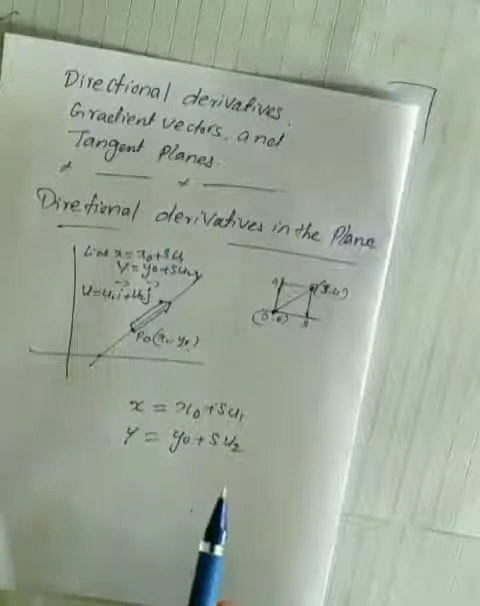 Directional derivatives.
Gradient vectors, and
Tangent Planes.
Directional derivatives in the Plane
Line x = x0 + su1
y = y0 + su2
u = u1i + u2j
P0(x0, y0)
x = x0 + su1
y = y0 + su2